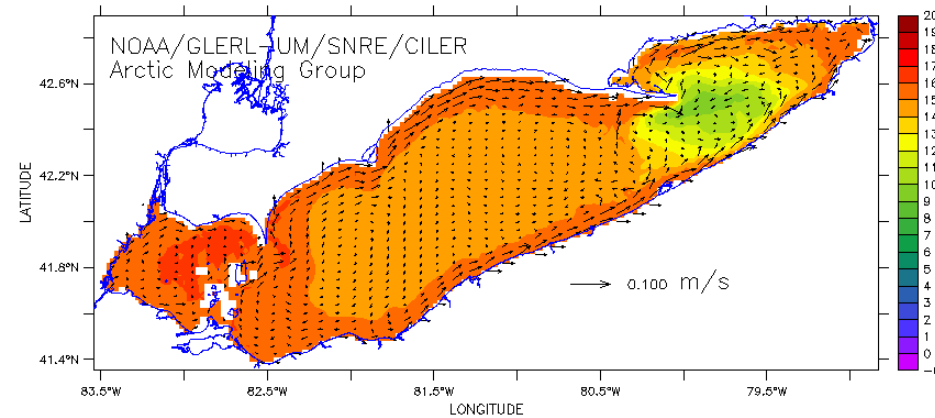 NOAA/GLERL-UM/SNRE/CILER
Arctic Modeling Group
42.6°N
42.2°N
41.8°N
41.4°N
LATITUDE
83.5°W
82.5°W
81.5°W
80.5°W
79.5°W
LONGITUDE
0.100 m/s
20
19
18
17
16
15
14
13
12
11
10
9
8
7
6
5
4
3
2
1
0